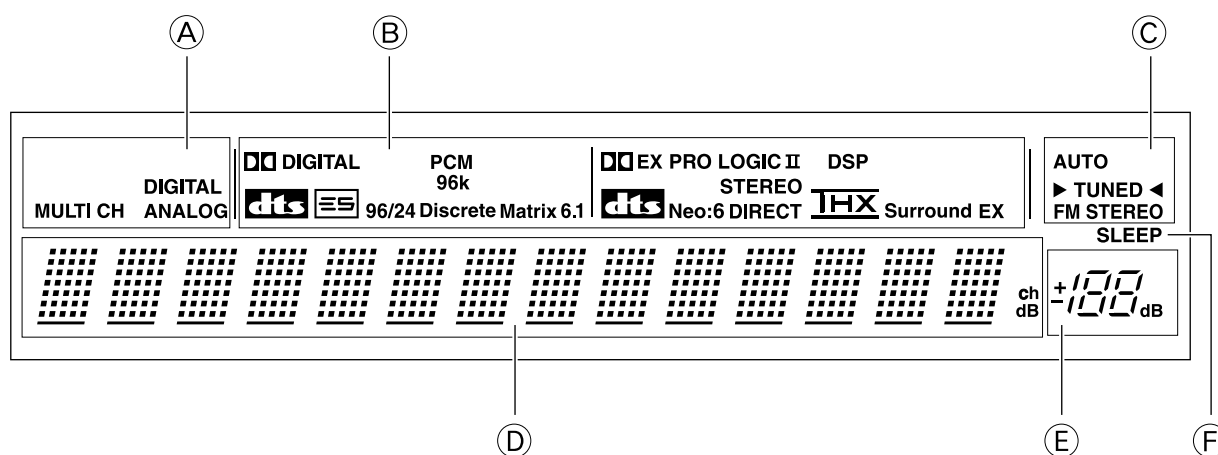 A B C
DIGITAL PCM EX PRO LOGIC II DSP AUTO
96k
DIGITAL STEREO ▶ TUNED ◀
MULTI CH ANALOG dts ES 96/24 Discrete Matrix 6.1 dts Neo:6 DIRECT THX Surround EX FM STEREO
SLEEP
ch
dB
+
-188 dB
D E F